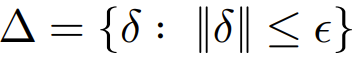 Δ = {δ : ‖δ‖ ≤ ϵ}